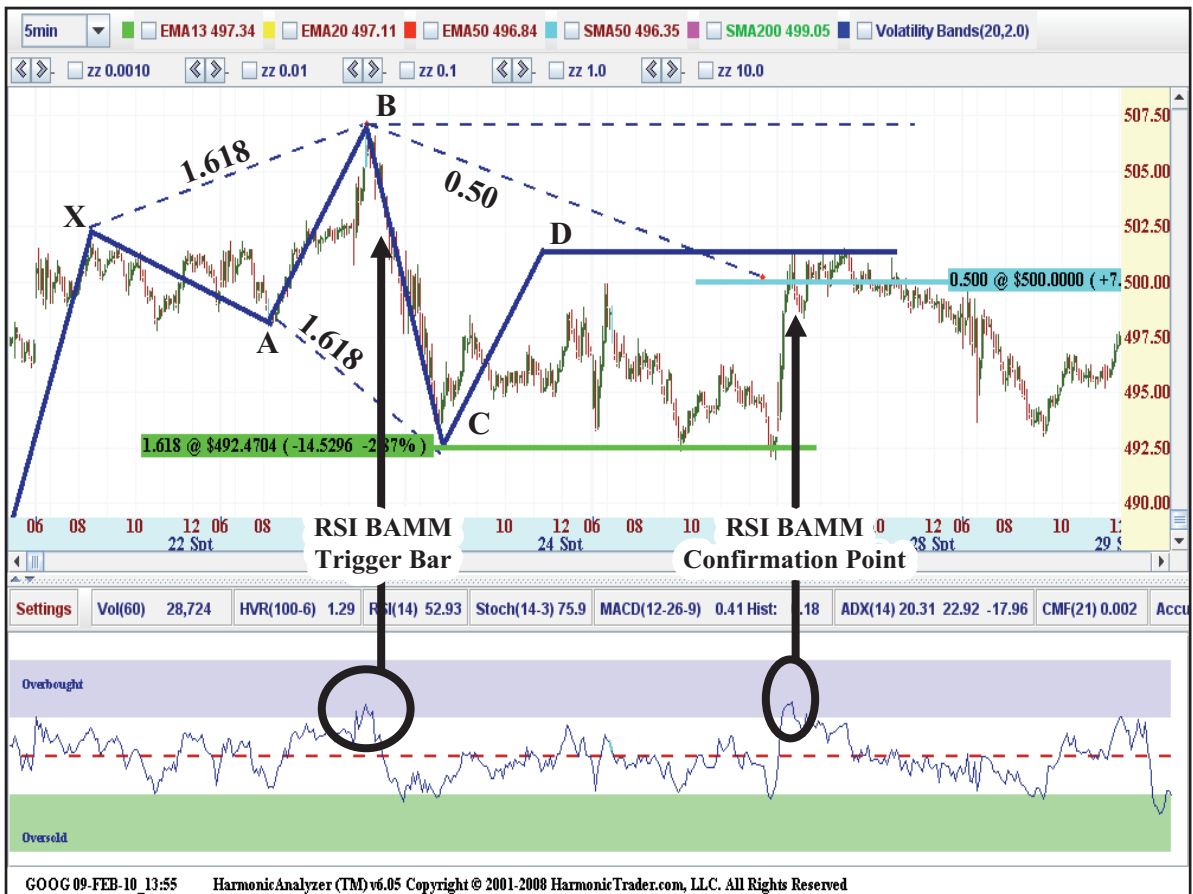 5min EMA13 497.34 EMA20 497.11 EMA50 496.84 SMA50 496.35 SMA200 499.05 Volatility Bands(20,2.0)
zz 0.0010 zz 0.01 zz 0.1 zz 1.0 zz 10.0
B
507.50
1.618
505.00
0.50
X
502.50
D
0.500 @ $500.0000 ( +7.
500.00
A
1.618
497.50
495.00
C
1.618 @ $492.4704 ( -14.5296 -2.87% )
492.50
490.00
06 08 10 12 06 08 10 12 06 08 10 12 06 08 10
22 Spt 24 Spt 28 Spt 29
RSI BAMM
Trigger Bar
RSI BAMM
Confirmation Point
Settings Vol(60) 28,724 HVR(100-6) 1.29 RSI(14) 52.93 Stoch(14-3) 75.9 MACD(12-26-9) 0.41 Hist: .18 ADX(14) 20.31 22.92 -17.96 CMF(21) 0.002 Accu
Overbought
Oversold
GOOG 09-FEB-10_13:55 HarmonicAnalyzer (TM) v6.05 Copyright © 2001-2008 HarmonicTrader.com, LLC. All Rights Reserved